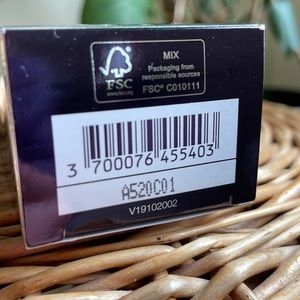 FSC
www.fsc.org
MIX
Packaging from
responsible sources
FSC® C010111
3 700076 455403
A520C01
V19102002